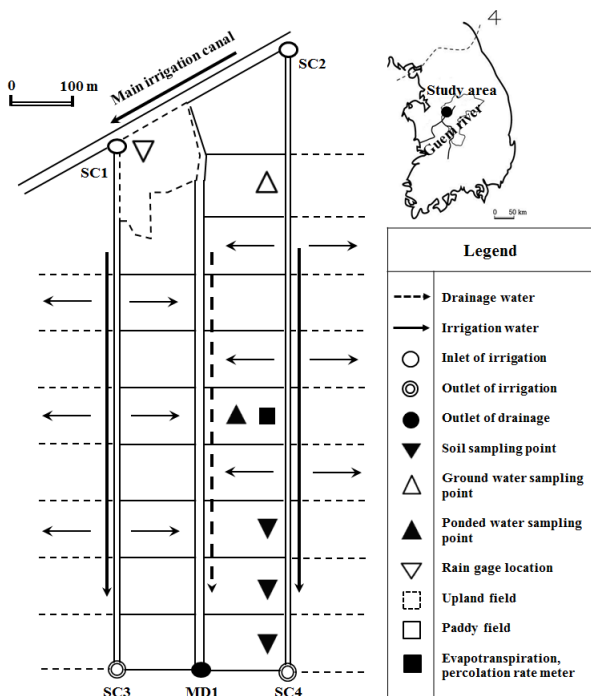 0 100 m
Main irrigation canal
SC2
SC1
SC3
MD1
SC4
Study area
Guem river
0 50 km
Legend
Drainage water
Irrigation water
Inlet of irrigation
Outlet of irrigation
Outlet of drainage
Soil sampling point
Ground water sampling
point
Ponded water sampling
point
Rain gage location
Upland field
Paddy field
Evapotranspiration,
percolation rate meter